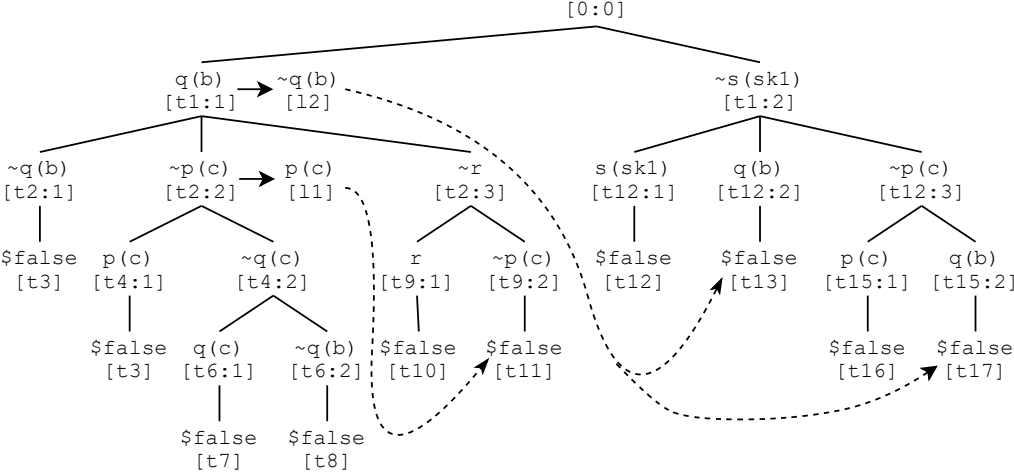 [0:0]
q(b) ~q(b) ~s(sk1)
[t1:1] [l2] [t1:2]
~q(b) ~p(c) p(c) ~r s(sk1) q(b) ~p(c)
[t2:1] [t2:2] [l1] [t2:3] [t12:1] [t12:2] [t12:3]
$false p(c) ~q(c) r ~p(c) $false $false p(c) q(b)
[t3] [t4:1] [t4:2] [t9:1] [t9:2] [t12] [t13] [t15:1] [t15:2]
$false q(c) ~q(b) $false $false $false $false
[t3] [t6:1] [t6:2] [t10] [t11] [t16] [t17]
$false $false
[t7] [t8]